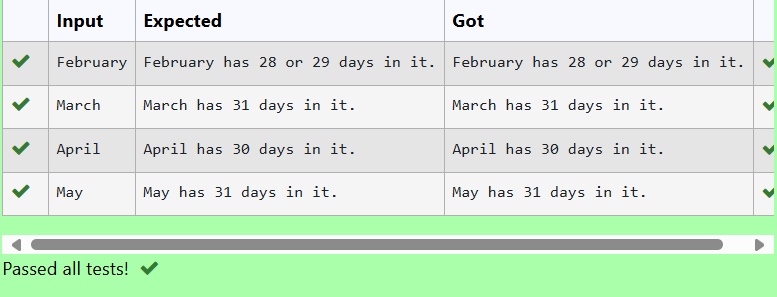 Input Expected Got
February February has 28 or 29 days in it. February has 28 or 29 days in it.
March March has 31 days in it. March has 31 days in it.
April April has 30 days in it. April has 30 days in it.
May May has 31 days in it. May has 31 days in it.
Passed all tests!